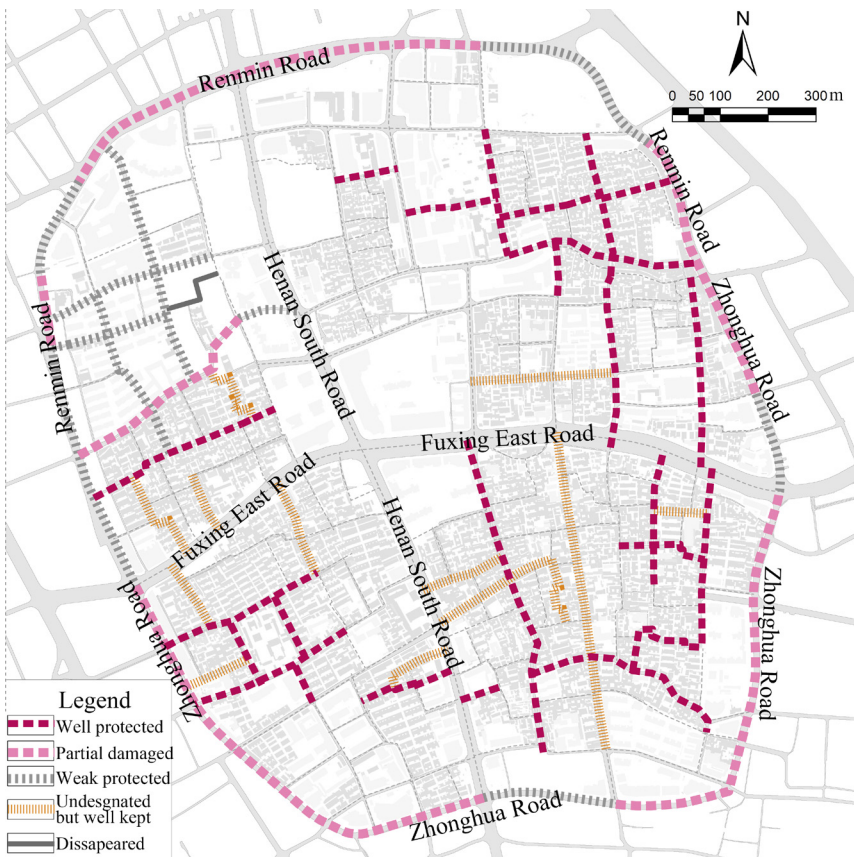 N
0 50 100 200 300 m
Renmin Road
Renmin Road
Zhonghua Road
Henan South Road
Renmin Road
Fuxing East Road
Fuxing East Road
Henan South Road
Zhonghua Road
Zhonghua Road
Zhonghua Road
Legend
Well protected
Partial damaged
Weak protected
Undesgnated
but well kept
Dissapeared